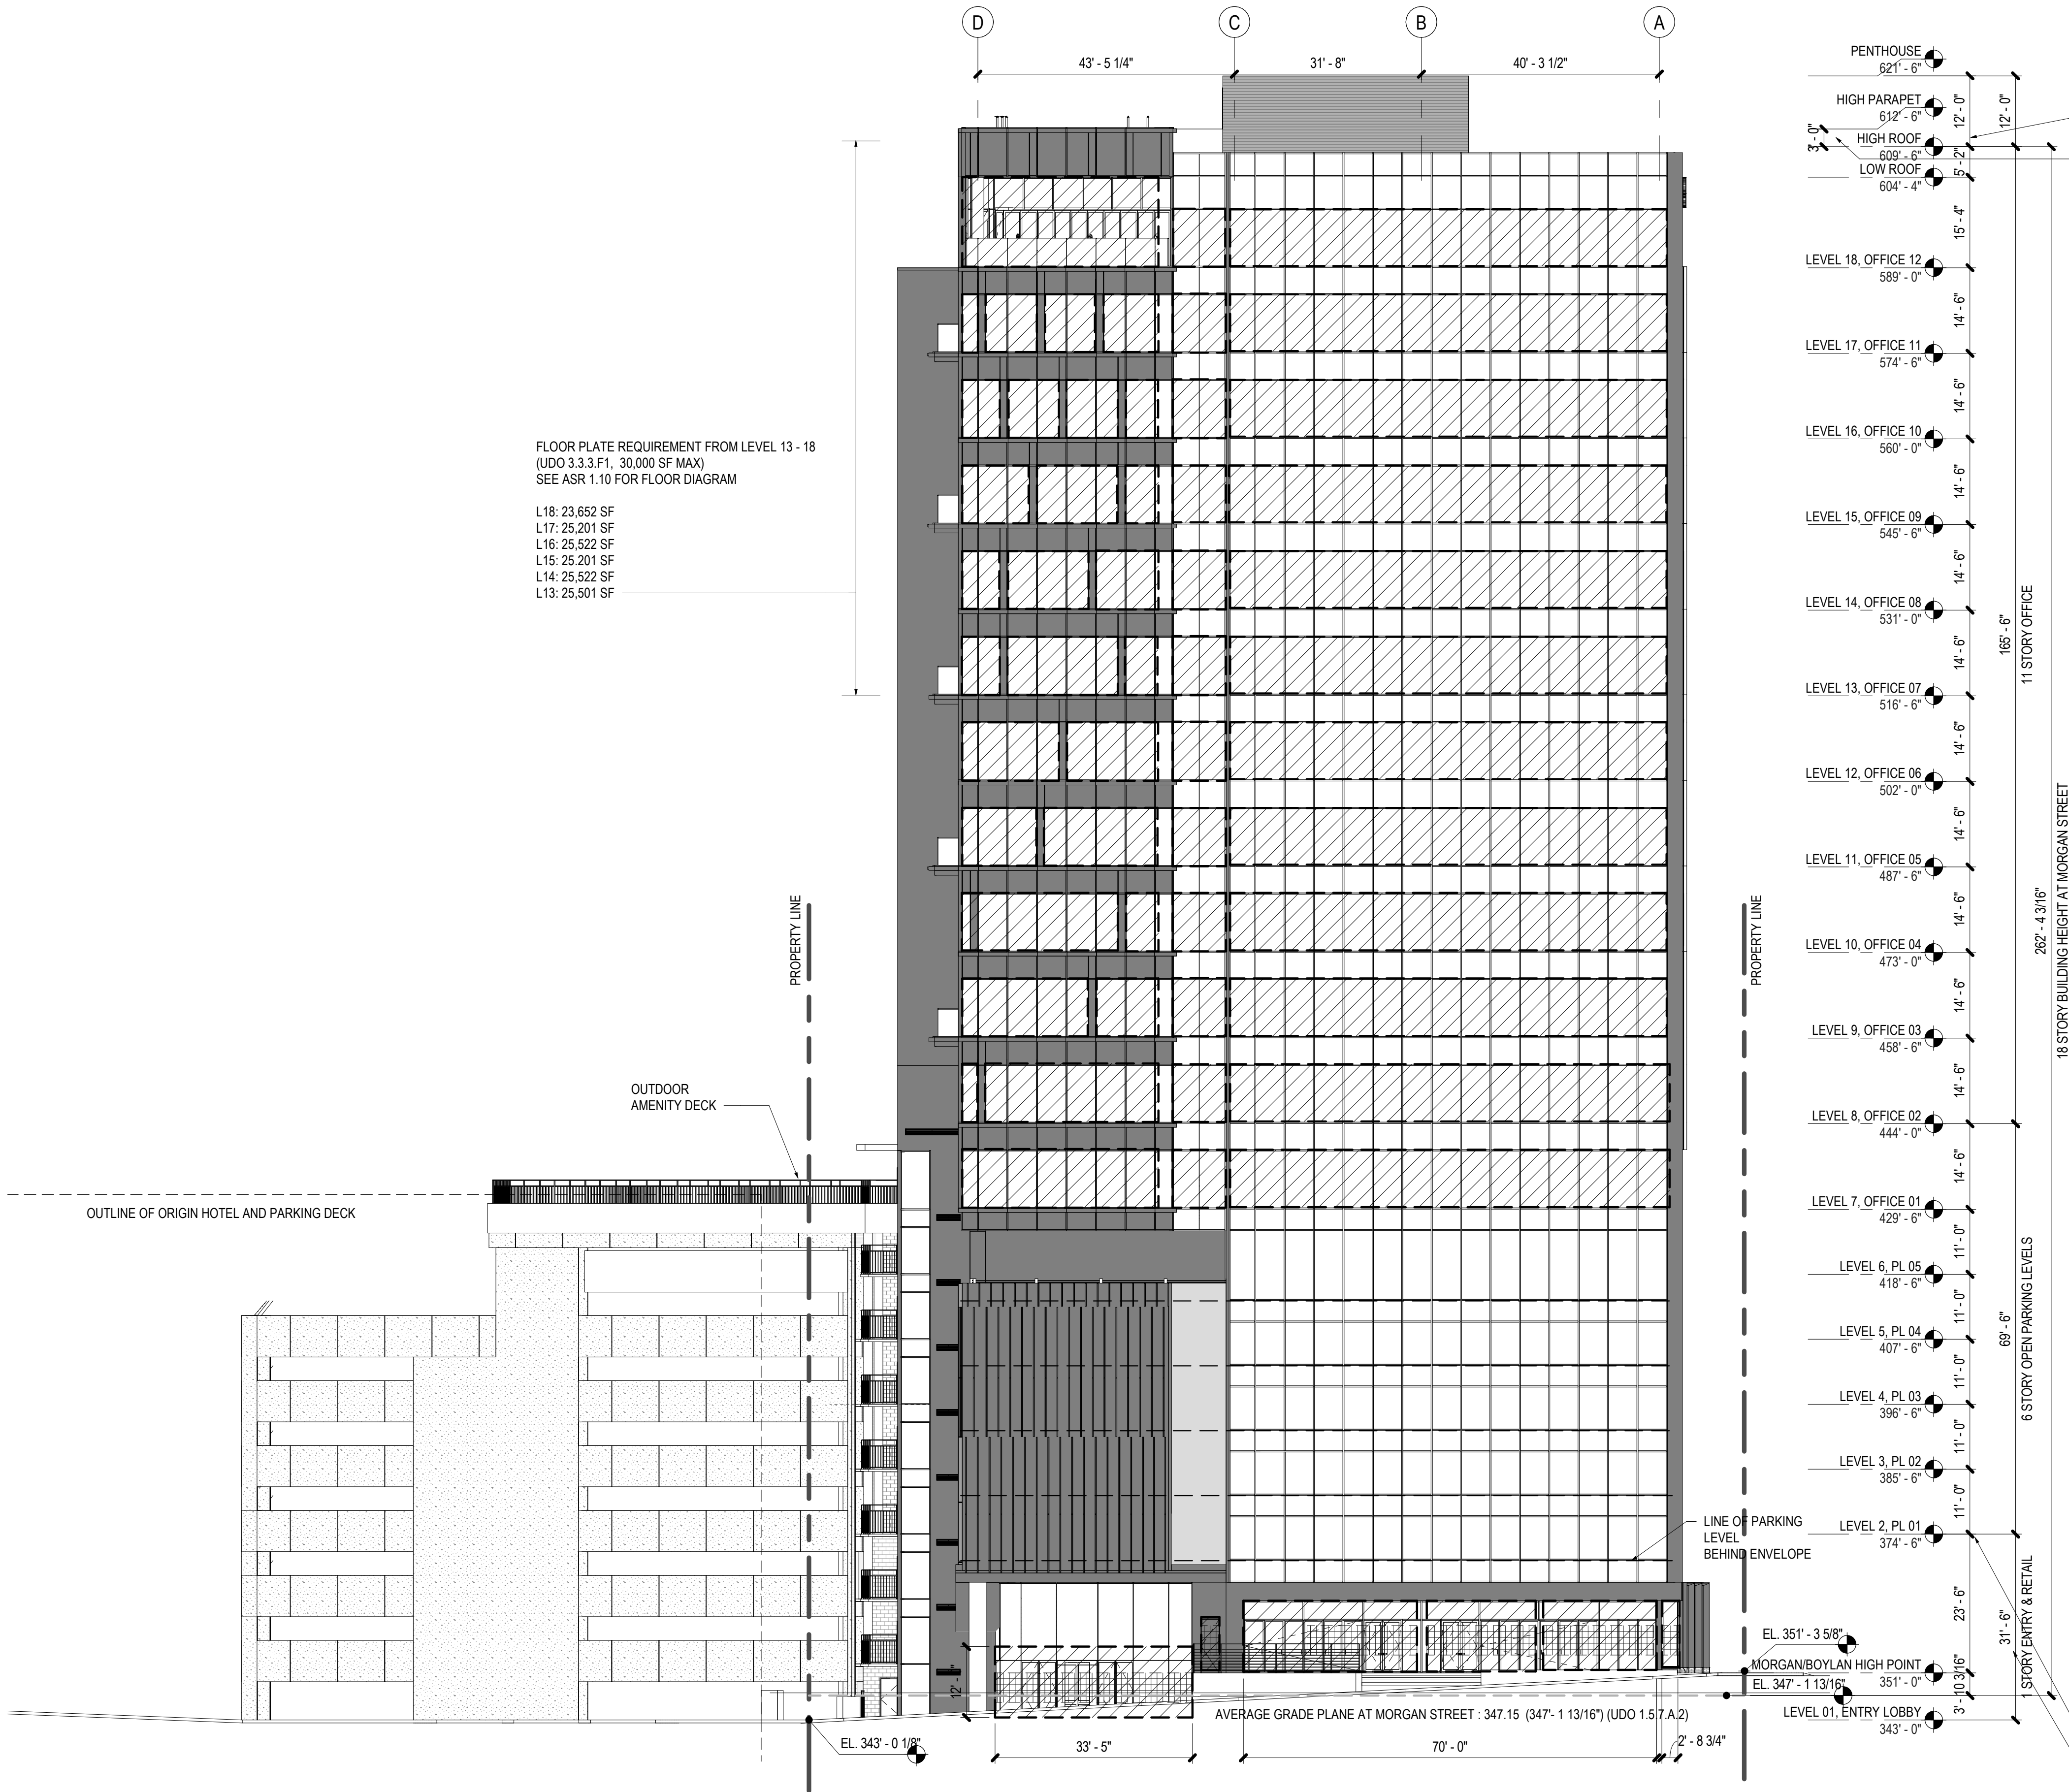 D
C
B
A
43' - 5 1/4"
31' - 8"
40' - 3 1/2"
PENTHOUSE
621' - 6"
HIGH PARAPET
612' - 6"
HIGH ROOF
609' - 6"
LOW ROOF
604' - 4"
LEVEL 18, OFFICE 12
589' - 0"
LEVEL 17, OFFICE 11
574' - 6"
LEVEL 16, OFFICE 10
560' - 0"
LEVEL 15, OFFICE 09
545' - 6"
LEVEL 14, OFFICE 08
531' - 0"
LEVEL 13, OFFICE 07
516' - 6"
LEVEL 12, OFFICE 06
502' - 0"
LEVEL 11, OFFICE 05
487' - 6"
LEVEL 10, OFFICE 04
473' - 0"
LEVEL 9, OFFICE 03
458' - 6"
LEVEL 8, OFFICE 02
444' - 0"
LEVEL 7, OFFICE 01
429' - 6"
LEVEL 6, PL 05
418' - 6"
LEVEL 5, PL 04
407' - 6"
LEVEL 4, PL 03
396' - 6"
LEVEL 3, PL 02
385' - 6"
LEVEL 2, PL 01
374' - 6"
EL. 351' - 3 5/8"
MORGAN/BOYLAN HIGH POINT
351' - 0"
EL. 347' - 1 13/16"
LEVEL 01, ENTRY LOBBY
343' - 0"
3' - 0"
12' - 0"
5' - 2"
15' - 4"
14' - 6"
14' - 6"
14' - 6"
14' - 6"
14' - 6"
14' - 6"
14' - 6"
14' - 6"
14' - 6"
14' - 6"
14' - 6"
11' - 0"
11' - 0"
11' - 0"
11' - 0"
11' - 0"
23' - 6"
3' - 10 3/16"
12' - 0"
165' - 6"
11 STORY OFFICE
69' - 6"
6 STORY OPEN PARKING LEVELS
31' - 6"
1 STORY ENTRY & RETAIL
262' - 4 3/16"
18 STORY BUILDING HEIGHT AT MORGAN STREET
FLOOR PLATE REQUIREMENT FROM LEVEL 13 - 18
(UDO 3.3.3.F1, 30,000 SF MAX)
SEE ASR 1.10 FOR FLOOR DIAGRAM
L18: 23,652 SF
L17: 25,201 SF
L16: 25,522 SF
L15: 25.201 SF
L14: 25,522 SF
L13: 25,501 SF
PROPERTY LINE
PROPERTY LINE
OUTDOOR
AMENITY DECK
OUTLINE OF ORIGIN HOTEL AND PARKING DECK
LINE OF PARKING
LEVEL
BEHIND ENVELOPE
12' - 
AVERAGE GRADE PLANE AT MORGAN STREET : 347.15 (347'- 1 13/16") (UDO 1.5.7.A.2)
EL. 343' - 0 1/8"
33' - 5"
70' - 0"
2' - 8 3/4"